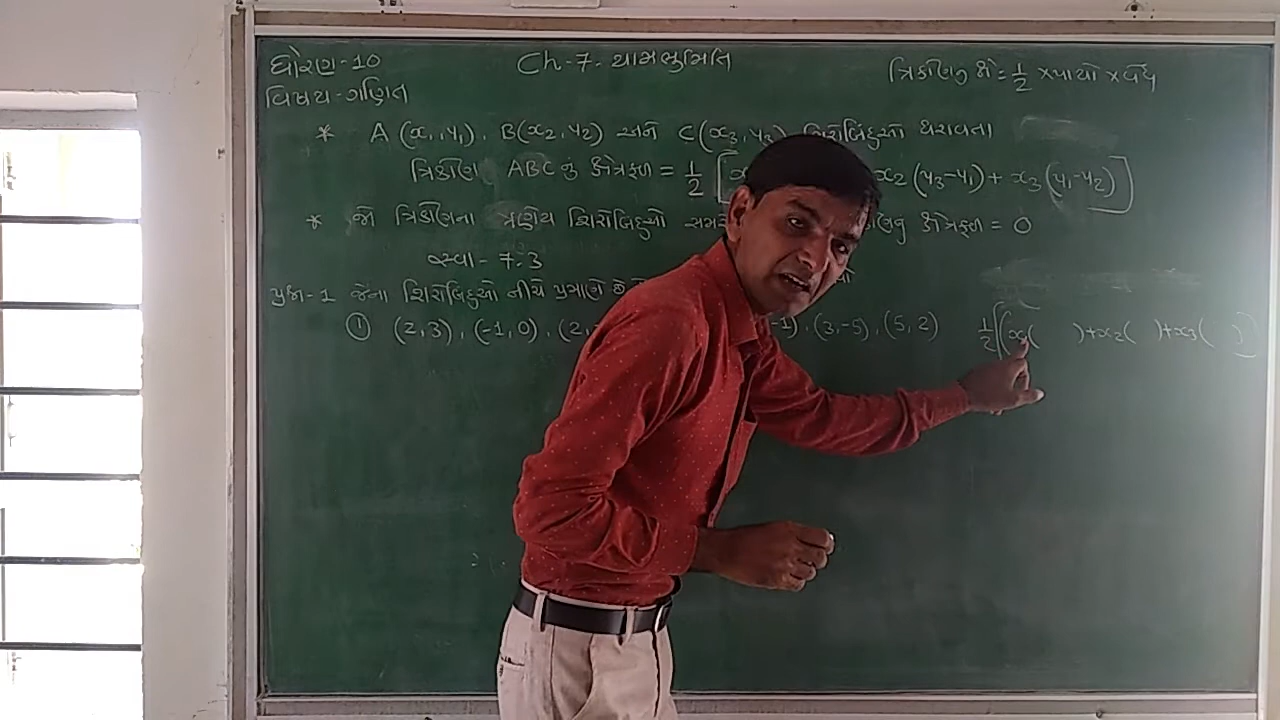 ધોરણ-10
Ch-7. યામભૂમિતિ
ત્રિકોણનું ક્ષે = 1/2 × પાયો × વેધ
વિષય-ગણિત
* A (x₁, y₁), B(x₂, y₂) અને C(x₃, y₃) શિરોબિંદુઓ ધરાવતા
ત્રિકોણ ABC નું ક્ષેત્રફળ = 1/2 [ x₂ (y₃-y₁) + x₃ (y₁-y₂) ]
* જો ત્રિકોણના ત્રણેય શિરોબિંદુઓ ક્ષેત્રફળ = 0
સ્વા - 7.3
પ્રશ્ન-1 જેના શિરોબિંદુઓ નીચે પ્રમાણે છે
① (2, 3), (-1, 0), (2, -1), (3, -5), (5, 2) 1/2 [x₁( ) + x₂( ) + x₃( )]